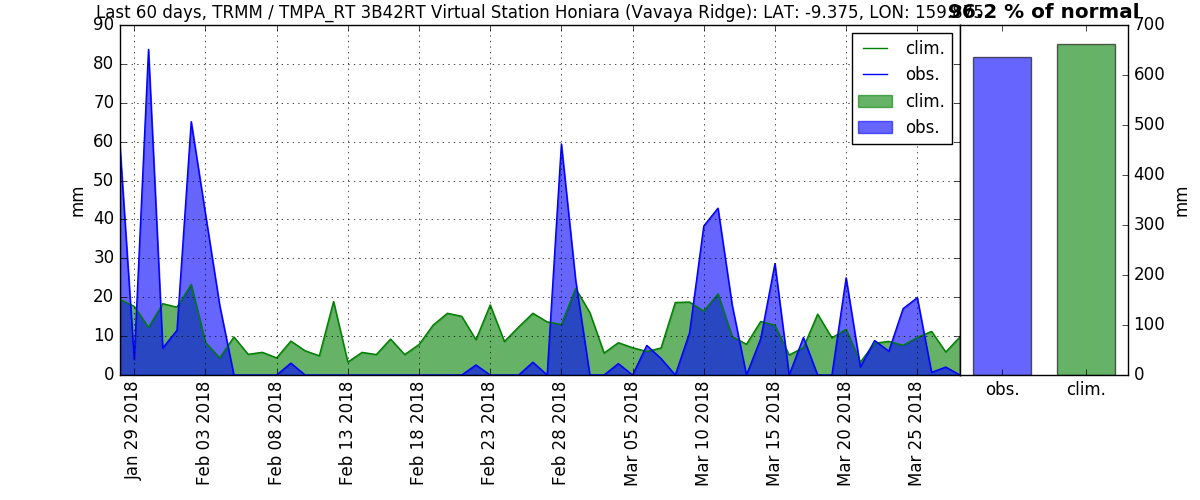 Last 60 days, TRMM / TMPA_RT 3B42RT Virtual Station Honiara (Vavaya Ridge): LAT: -9.375, LON:
96.2 % of normal
90
80
70
60
50
40
30
20
10
0
mm
clim.
obs.
clim.
obs.
700
600
500
400
300
200
100
0
mm
Jan 29 2018
Feb 03 2018
Feb 08 2018
Feb 13 2018
Feb 18 2018
Feb 23 2018
Feb 28 2018
Mar 05 2018
Mar 10 2018
Mar 15 2018
Mar 20 2018
Mar 25 2018
obs.
clim.